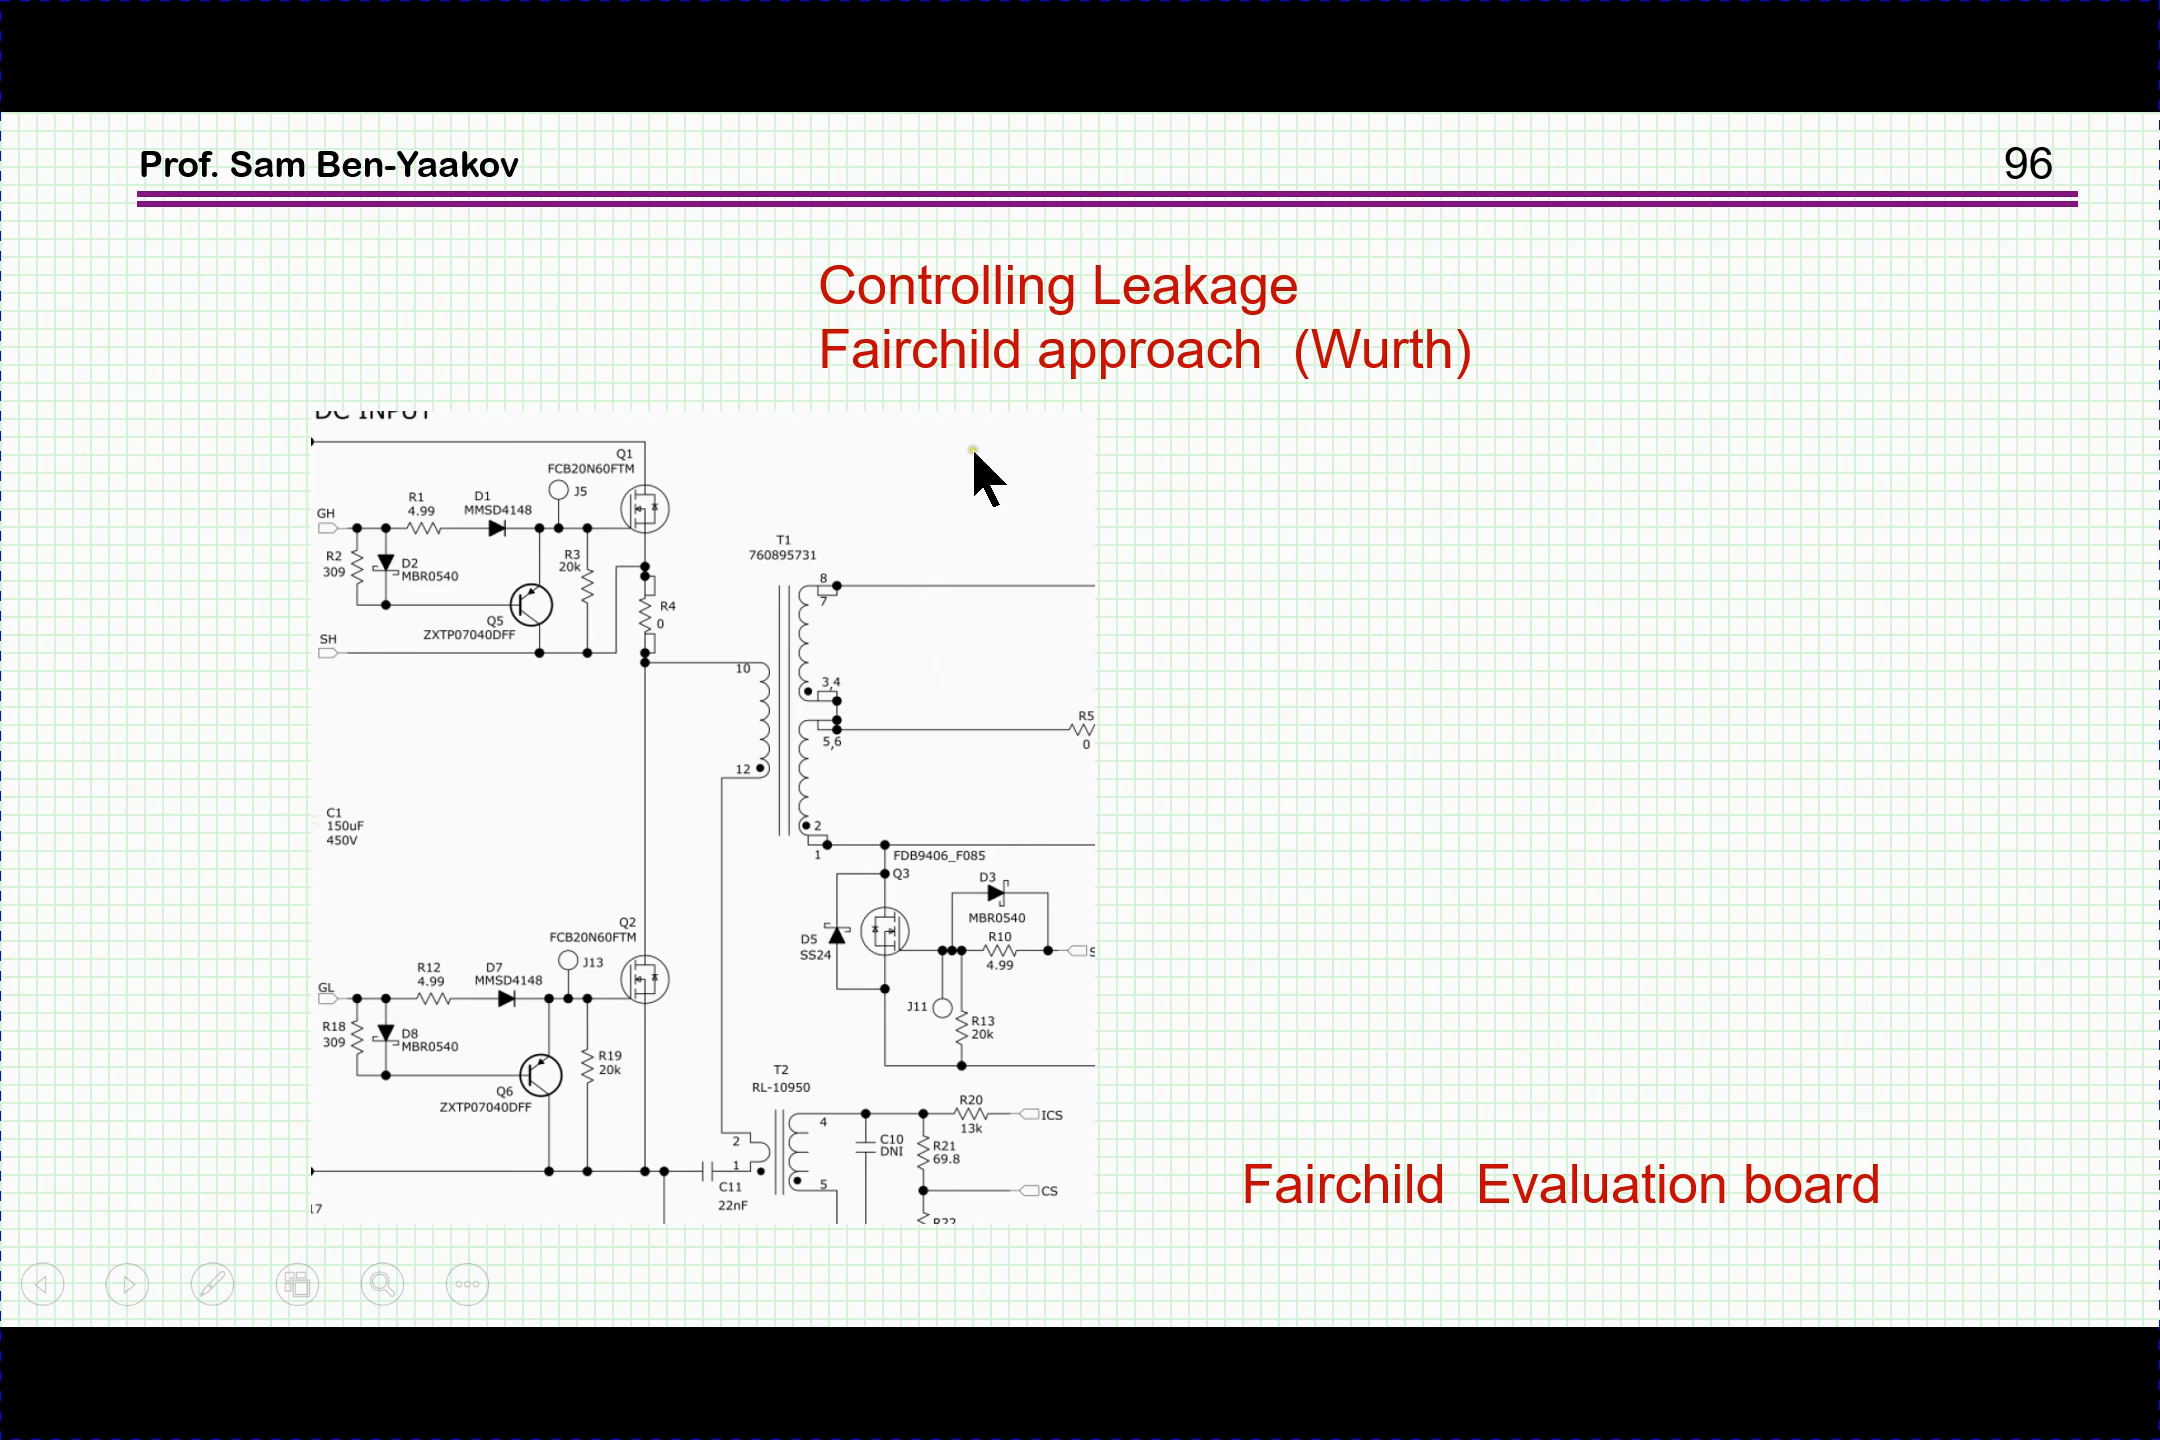 Prof. Sam Ben-Yaakov
96
Controlling Leakage
Fairchild approach (Wurth)
DC INPUT
Q1
FCB20N60FTM
J5
R1
4.99
D1
MMSD4148
GH
R2
309
D2
MBR0540
R3
20k
Q5
ZXTP07040DFF
SH
R4
0
T1
760895731
8
7
10
3,4
5,6
12
2
1
R5
0
C1
150uF
450V
FDB9406_F085
Q3
D3
MBR0540
D5
SS24
R10
4.99
S
J11
R13
20k
Q2
FCB20N60FTM
J13
R12
4.99
D7
MMSD4148
GL
R18
309
D8
MBR0540
R19
20k
Q6
ZXTP07040DFF
T2
RL-10950
2
1
4
5
C10
DNI
R20
13k
ICS
R21
69.8
CS
R22
C11
22nF
17
Fairchild Evaluation board